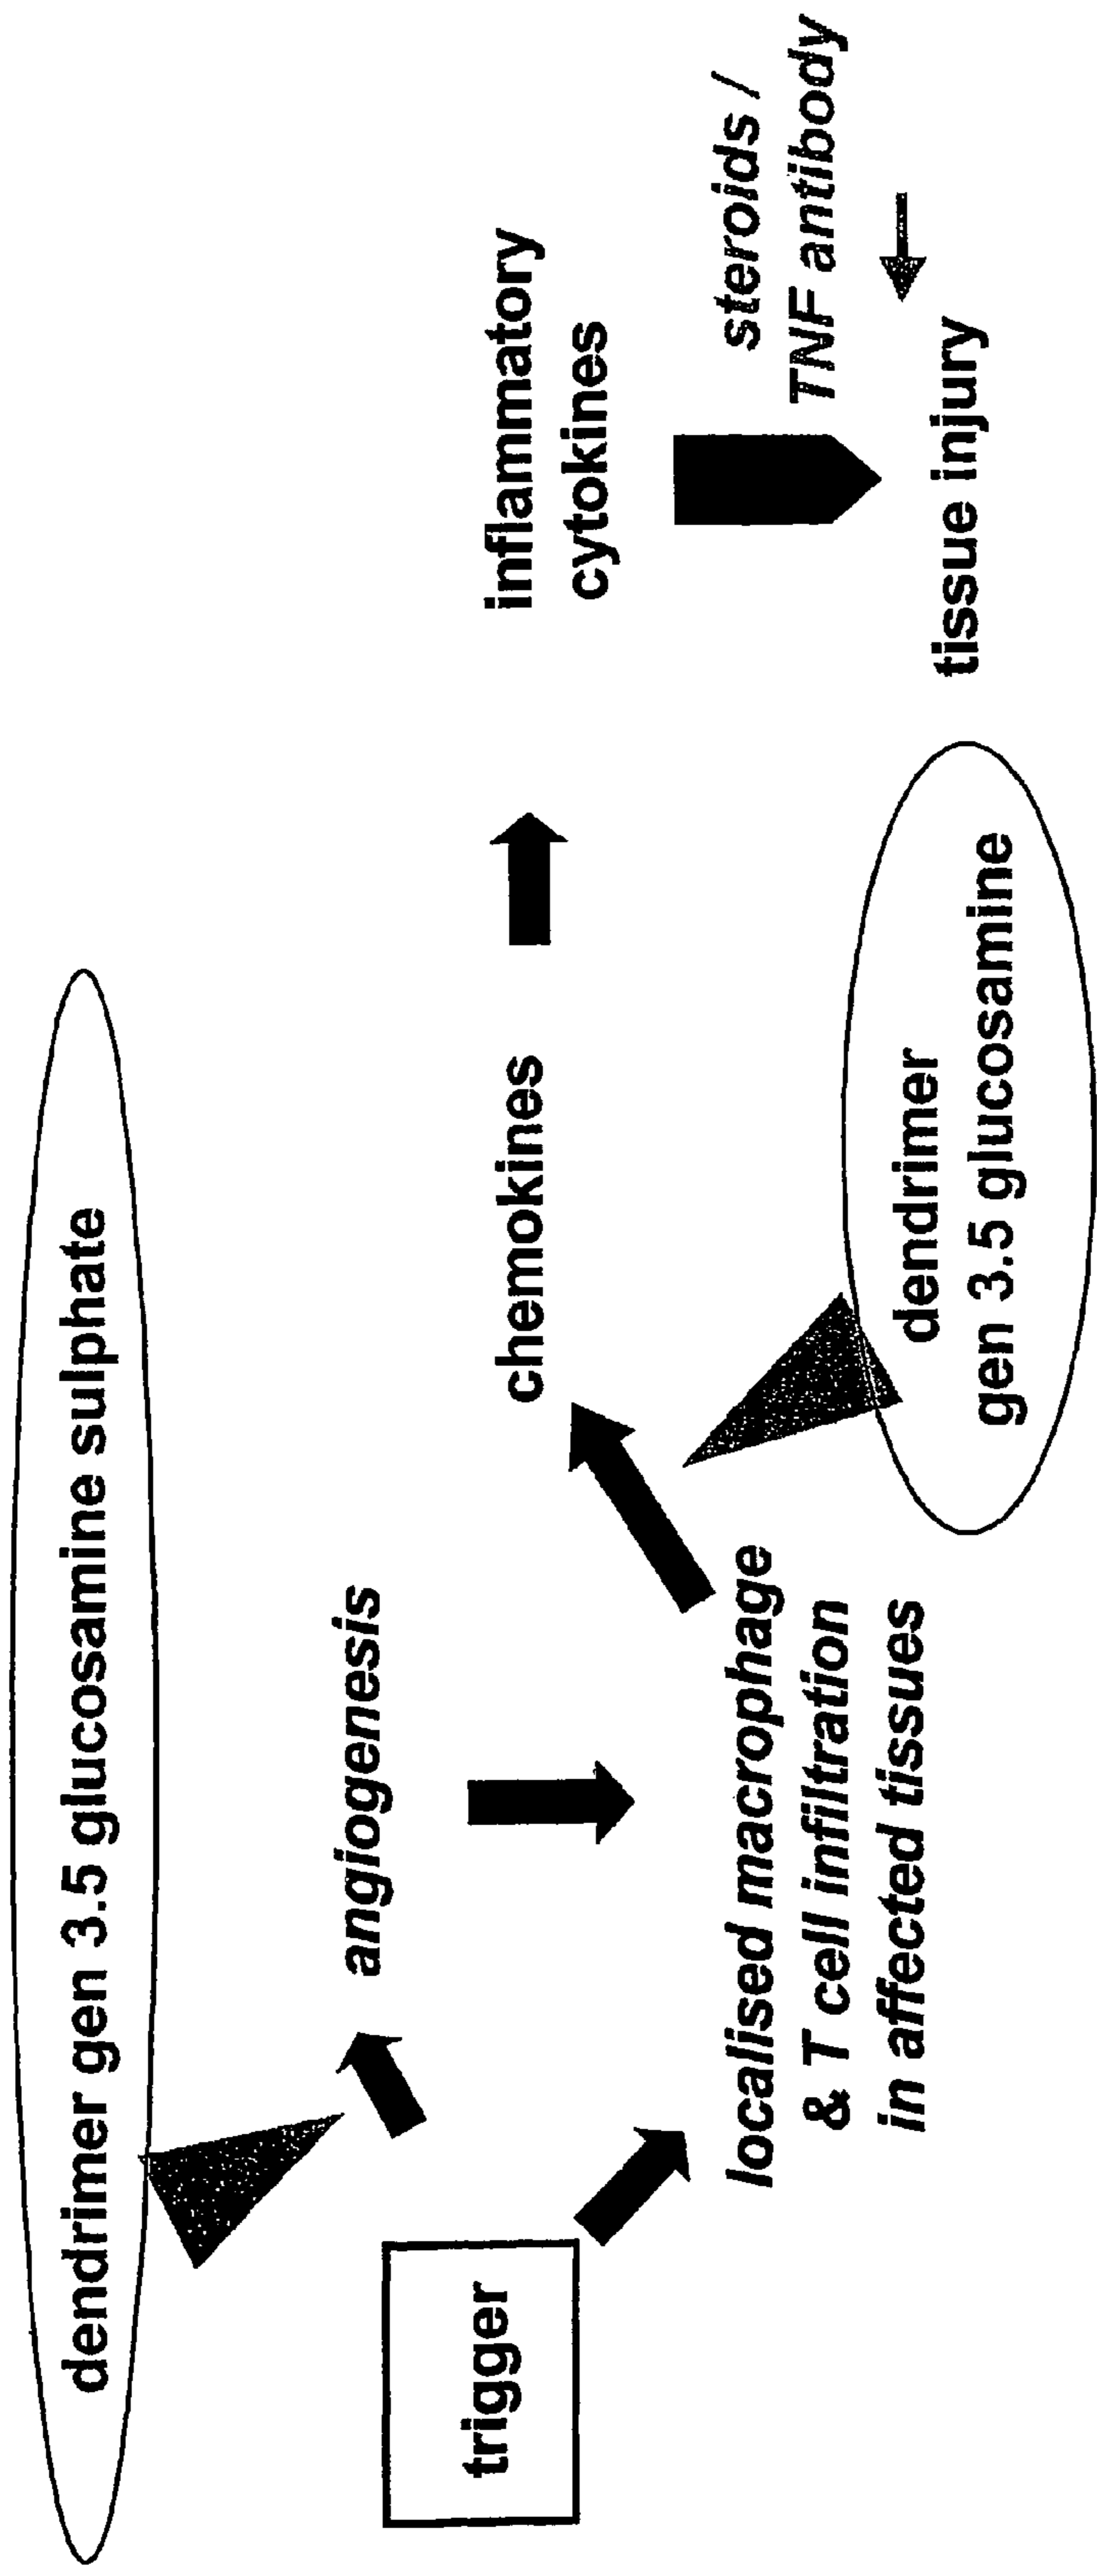 dendrimer gen 3.5 glucosamine sulphate
trigger
angiogenesis
localised macrophage
& T cell infiltration
in affected tissues
chemokines
dendrimer
gen 3.5 glucosamine
inflammatory
cytokines
steroids /
TNF antibody
tissue injury